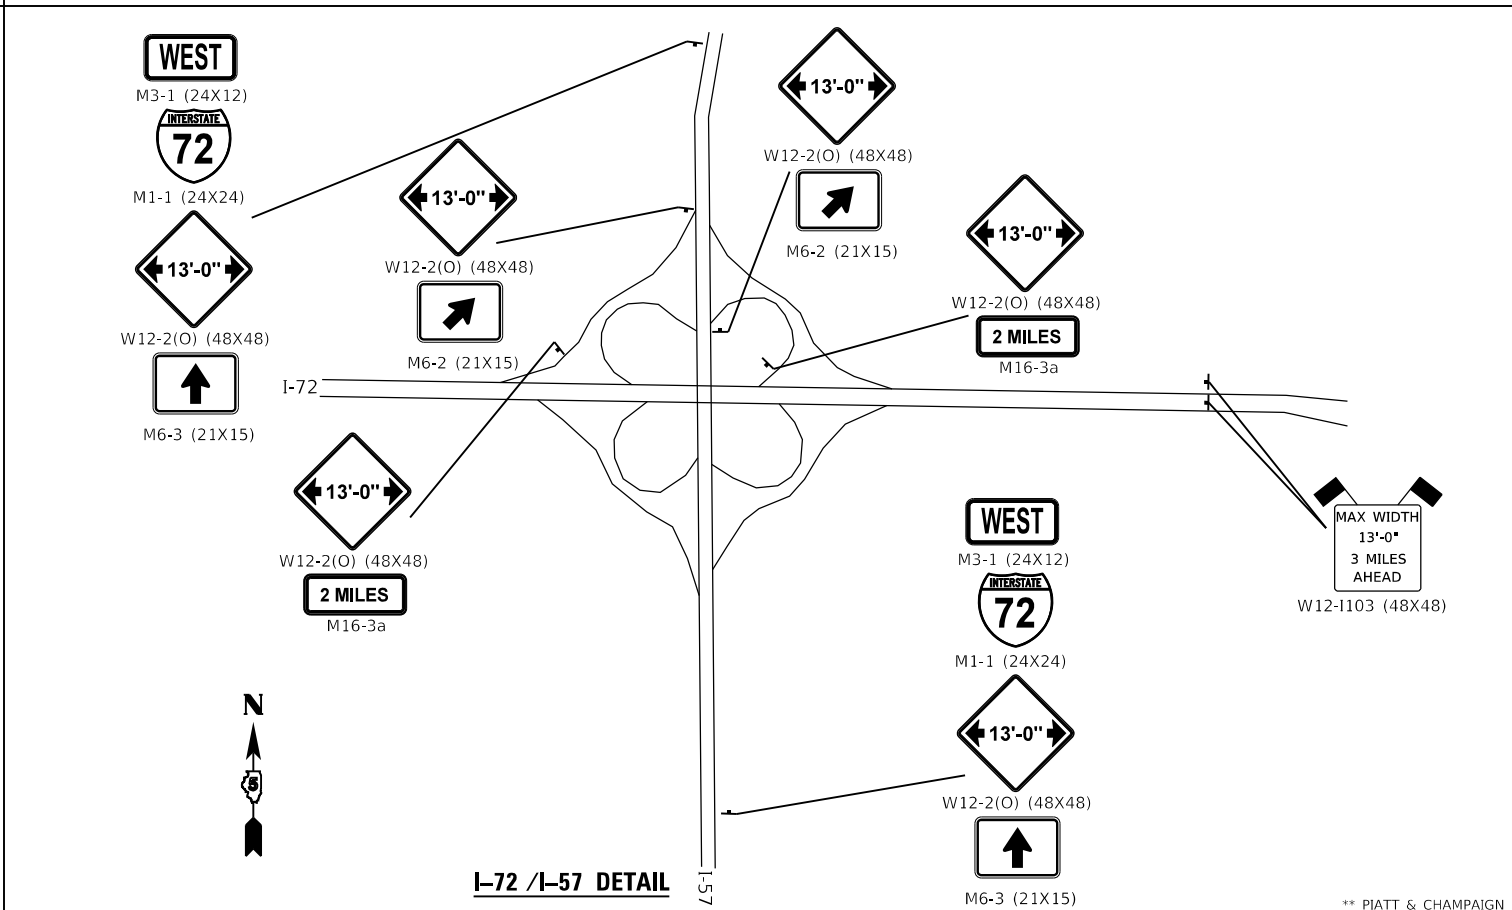 WEST
M3-1 (24X12)
INTERSTATE
72
M1-1 (24X24)
13'-0"
W12-2(O) (48X48)
M6-3 (21X15)
13'-0"
W12-2(O) (48X48)
M6-2 (21X15)
13'-0"
W12-2(O) (48X48)
M6-2 (21X15)
13'-0"
W12-2(O) (48X48)
2 MILES
M16-3a
I-72
13'-0"
W12-2(O) (48X48)
2 MILES
M16-3a
MAX WIDTH
13'-0"
3 MILES
AHEAD
W12-I103 (48X48)
WEST
M3-1 (24X12)
INTERSTATE
72
M1-1 (24X24)
13'-0"
W12-2(O) (48X48)
M6-3 (21X15)
N
5
I-72 /I-57 DETAIL
I-57
** PIATT & CHAMPAIGN